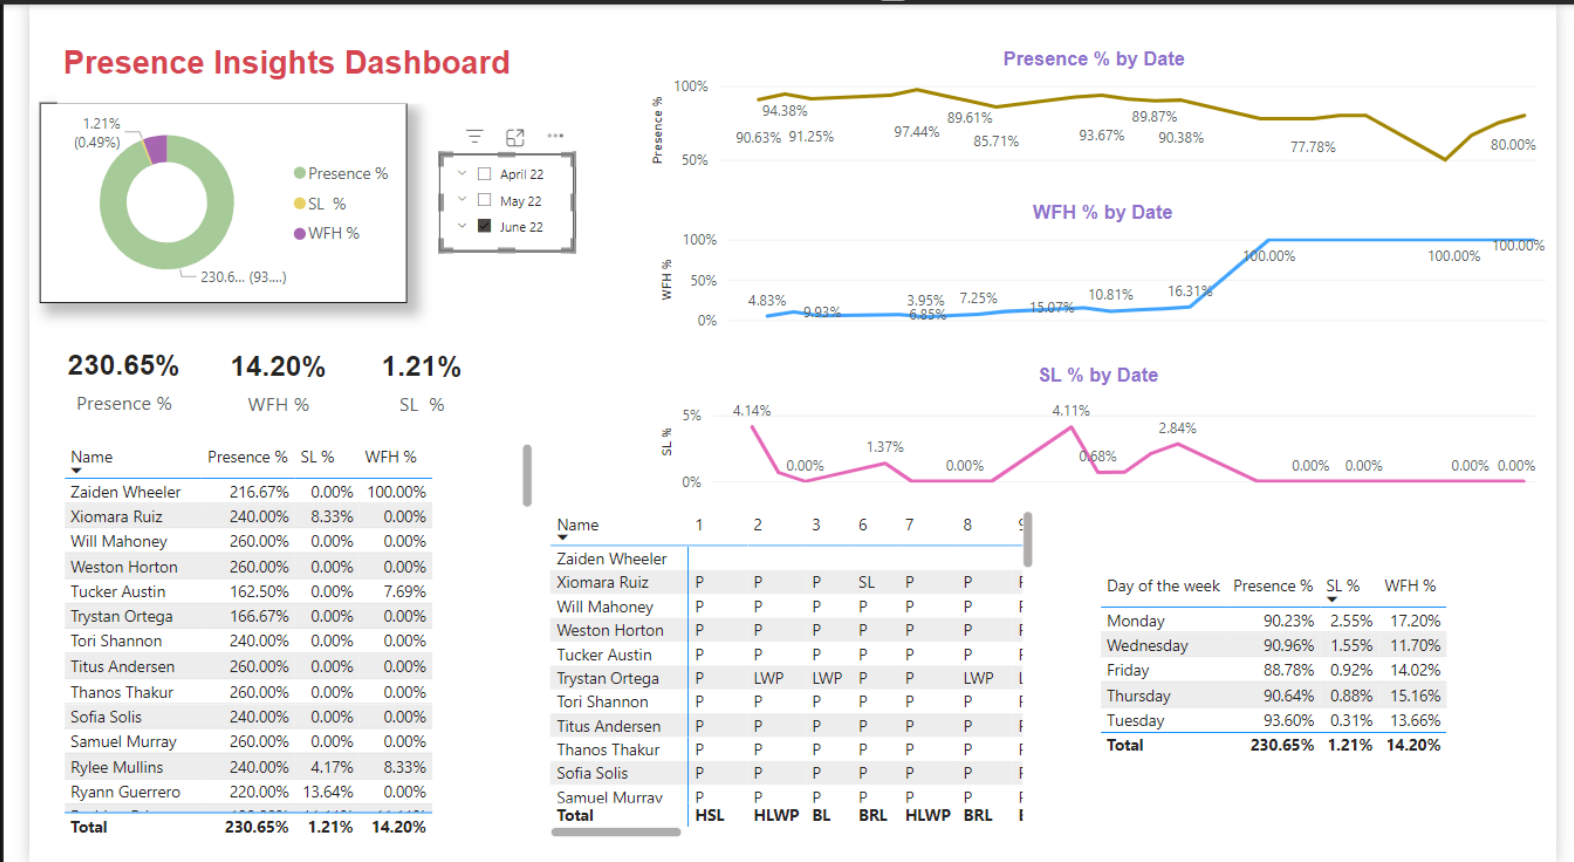 Presence Insights Dashboard
1.21%
(0.49%)
230.6... (93....)
Presence %
SL %
WFH %
April 22
May 22
June 22
230.65%
Presence %
14.20%
WFH %
1.21%
SL %
Name Presence % SL % WFH %
Zaiden Wheeler 216.67% 0.00% 100.00%
Xiomara Ruiz 240.00% 8.33% 0.00%
Will Mahoney 260.00% 0.00% 0.00%
Weston Horton 260.00% 0.00% 0.00%
Tucker Austin 162.50% 0.00% 7.69%
Trystan Ortega 166.67% 0.00% 0.00%
Tori Shannon 240.00% 0.00% 0.00%
Titus Andersen 260.00% 0.00% 0.00%
Thanos Thakur 260.00% 0.00% 0.00%
Sofia Solis 240.00% 0.00% 0.00%
Samuel Murray 260.00% 0.00% 0.00%
Rylee Mullins 240.00% 4.17% 8.33%
Ryann Guerrero 220.00% 13.64% 0.00%
Total 230.65% 1.21% 14.20%
Presence % by Date
Presence %
100%
50%
94.38%
90.63% 91.25%
97.44%
89.61%
85.71%
93.67%
89.87%
90.38%
77.78%
80.00%
WFH % by Date
WFH %
100%
50%
0%
4.83%
9.93%
3.95%
6.85%
7.25%
15.07%
10.81%
16.31%
100.00%
100.00%
100.00%
SL % by Date
SL %
5%
0%
4.14%
0.00%
1.37%
0.00%
4.11%
0.68%
2.84%
0.00% 0.00%
0.00% 0.00%
Name 1 2 3 6 7 8
Zaiden Wheeler
Xiomara Ruiz P P P SL P P
Will Mahoney P P P P P P
Weston Horton P P P P P P
Tucker Austin P P P P P P
Trystan Ortega P LWP LWP P P LWP
Tori Shannon P P P P P P
Titus Andersen P P P P P P
Thanos Thakur P P P P P P
Sofia Solis P P P P P P
Samuel Murray P P P P P P
Total HSL HLWP BL BRL HLWP BRL
Day of the week Presence % SL % WFH %
Monday 90.23% 2.55% 17.20%
Wednesday 90.96% 1.55% 11.70%
Friday 88.78% 0.92% 14.02%
Thursday 90.64% 0.88% 15.16%
Tuesday 93.60% 0.31% 13.66%
Total 230.65% 1.21% 14.20%